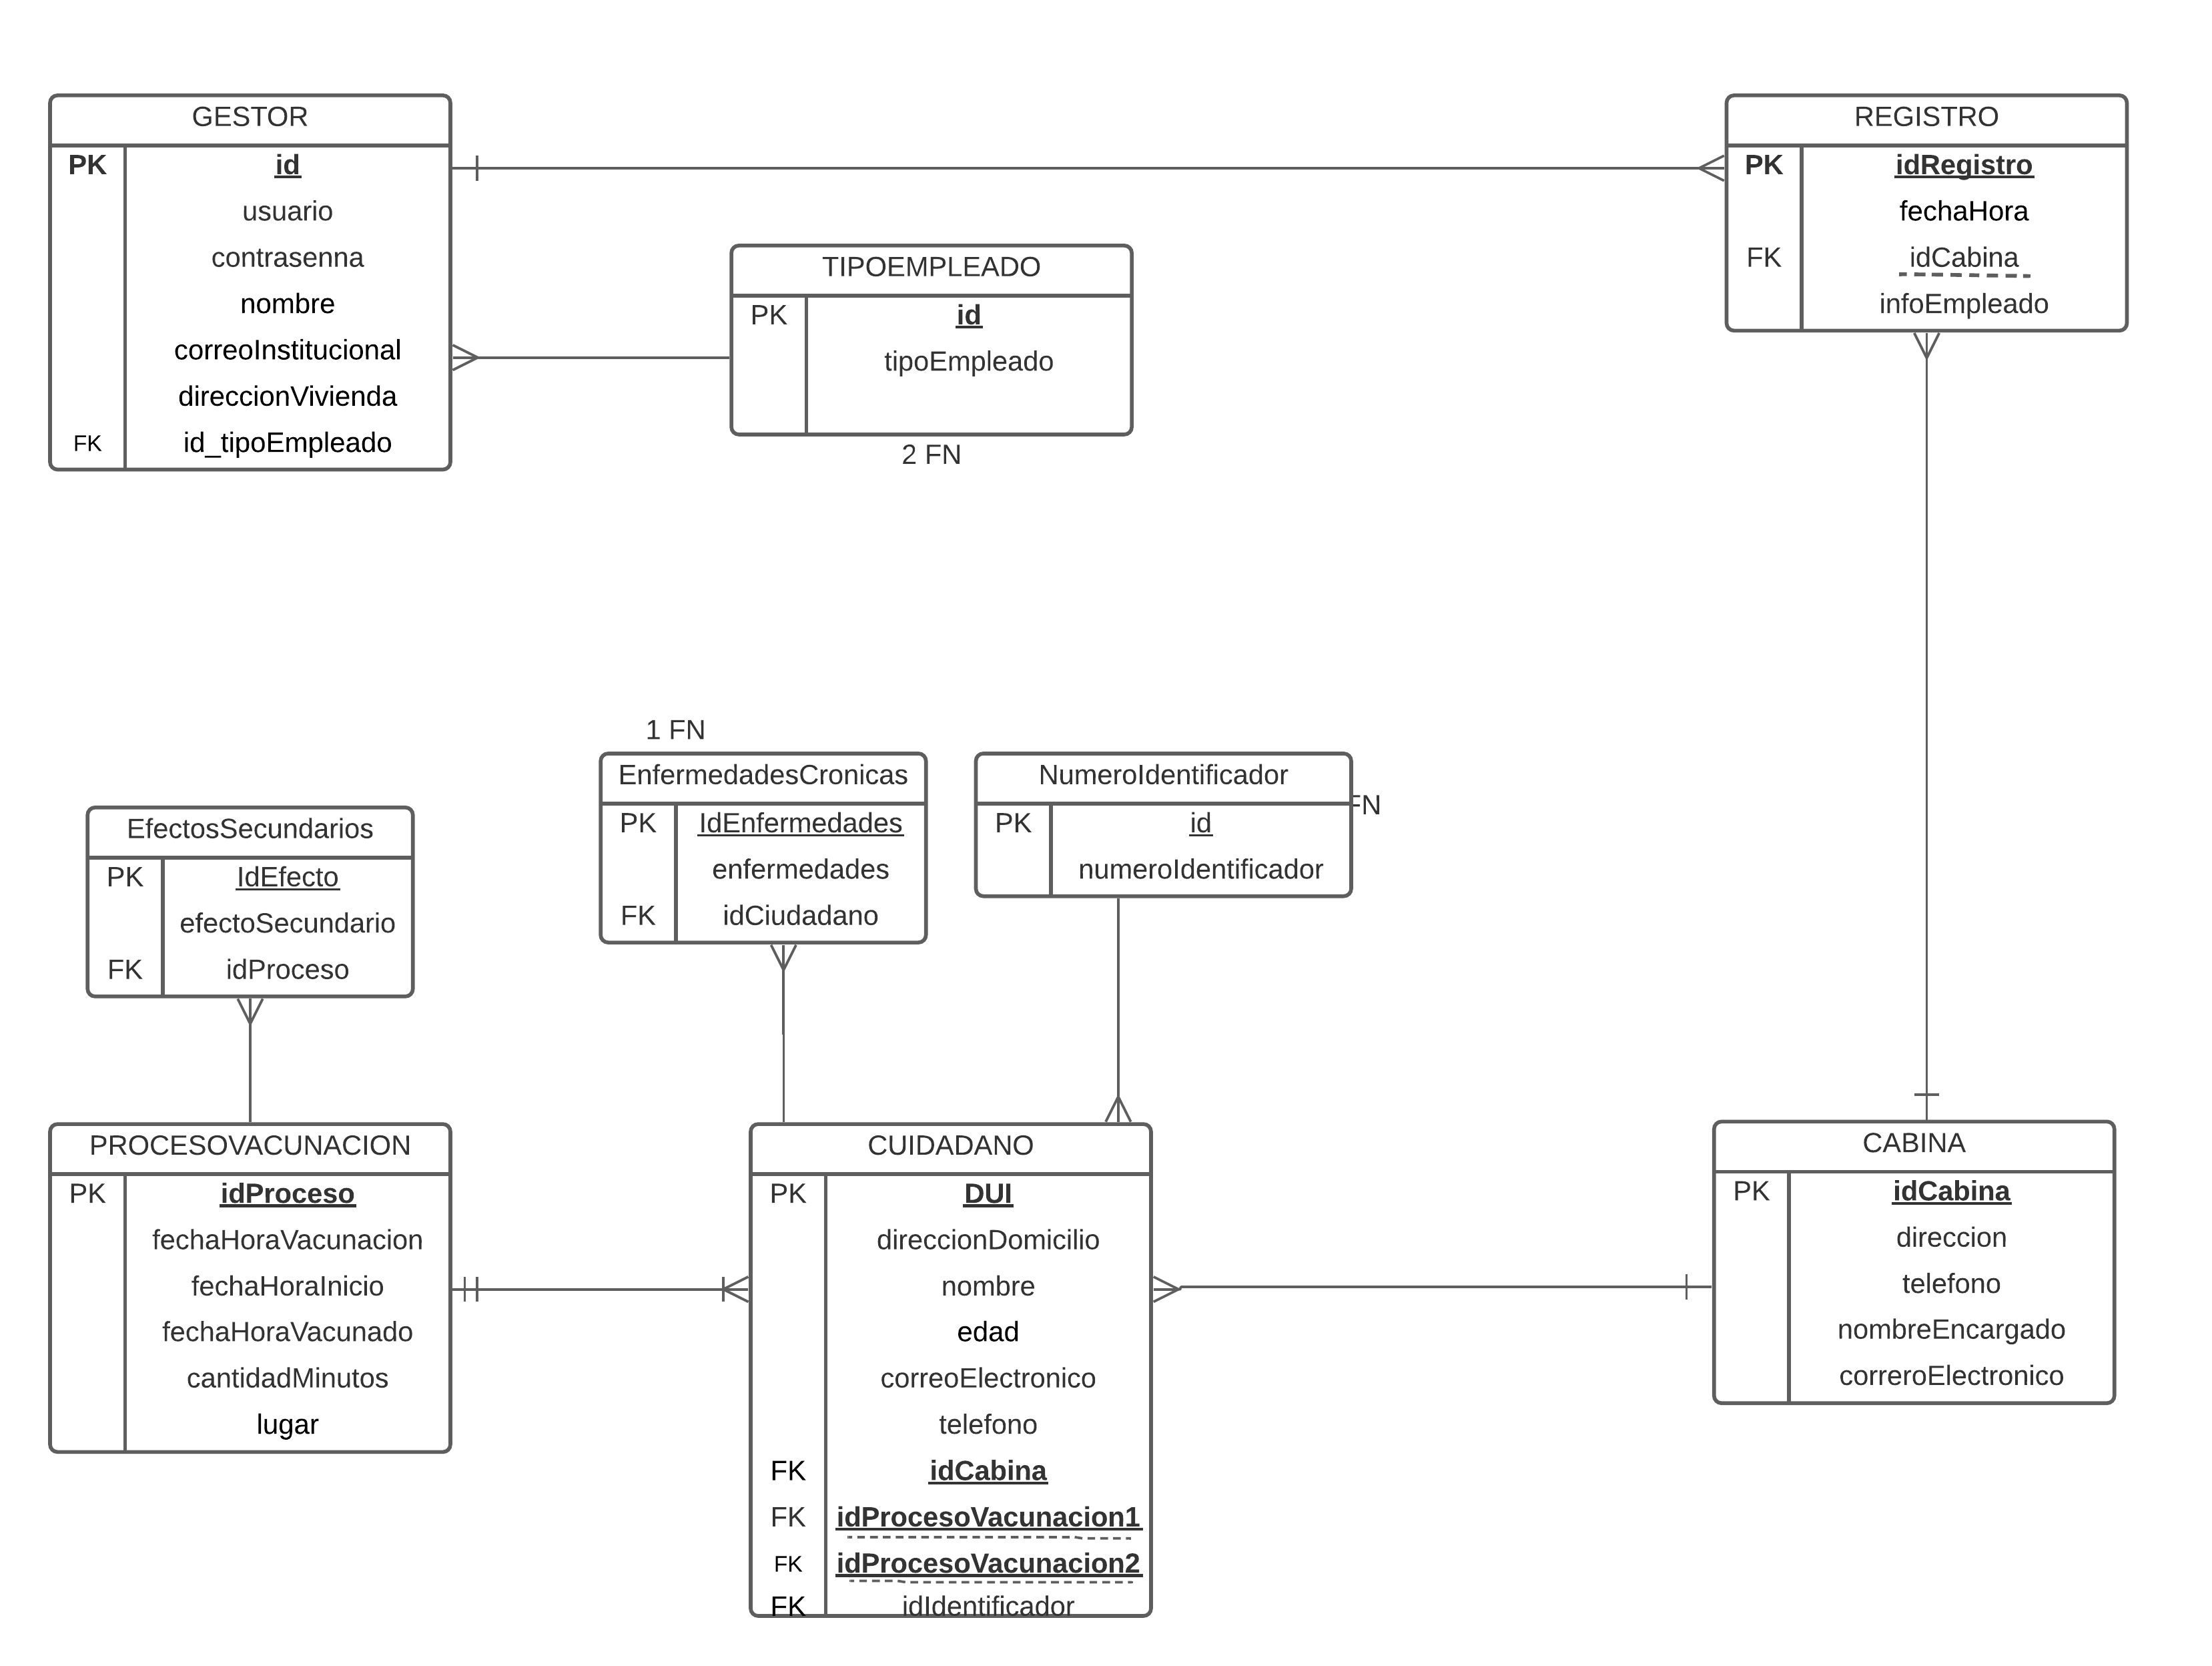 GESTOR
PK id
usuario
contrasenna
nombre
correoInstitucional
direccionVivienda
FK id_tipoEmpleado
TIPOEMPLEADO
PK id
tipoEmpleado
2 FN
REGISTRO
PK idRegistro
fechaHora
FK idCabina
infoEmpleado
1 FN
EnfermedadesCronicas
PK IdEnfermedades
enfermedades
FK idCiudadano
NumeroIdentificador
PK id
numeroIdentificador
FN
EfectosSecundarios
PK IdEfecto
efectoSecundario
FK idProceso
PROCESOVACUNACION
PK idProceso
fechaHoraVacunacion
fechaHoraInicio
fechaHoraVacunado
cantidadMinutos
lugar
CUIDADANO
PK DUI
direccionDomicilio
nombre
edad
correoElectronico
telefono
FK idCabina
FK idProcesoVacunacion1
FK idProcesoVacunacion2
FK idIdentificador
CABINA
PK idCabina
direccion
telefono
nombreEncargado
correroElectronico